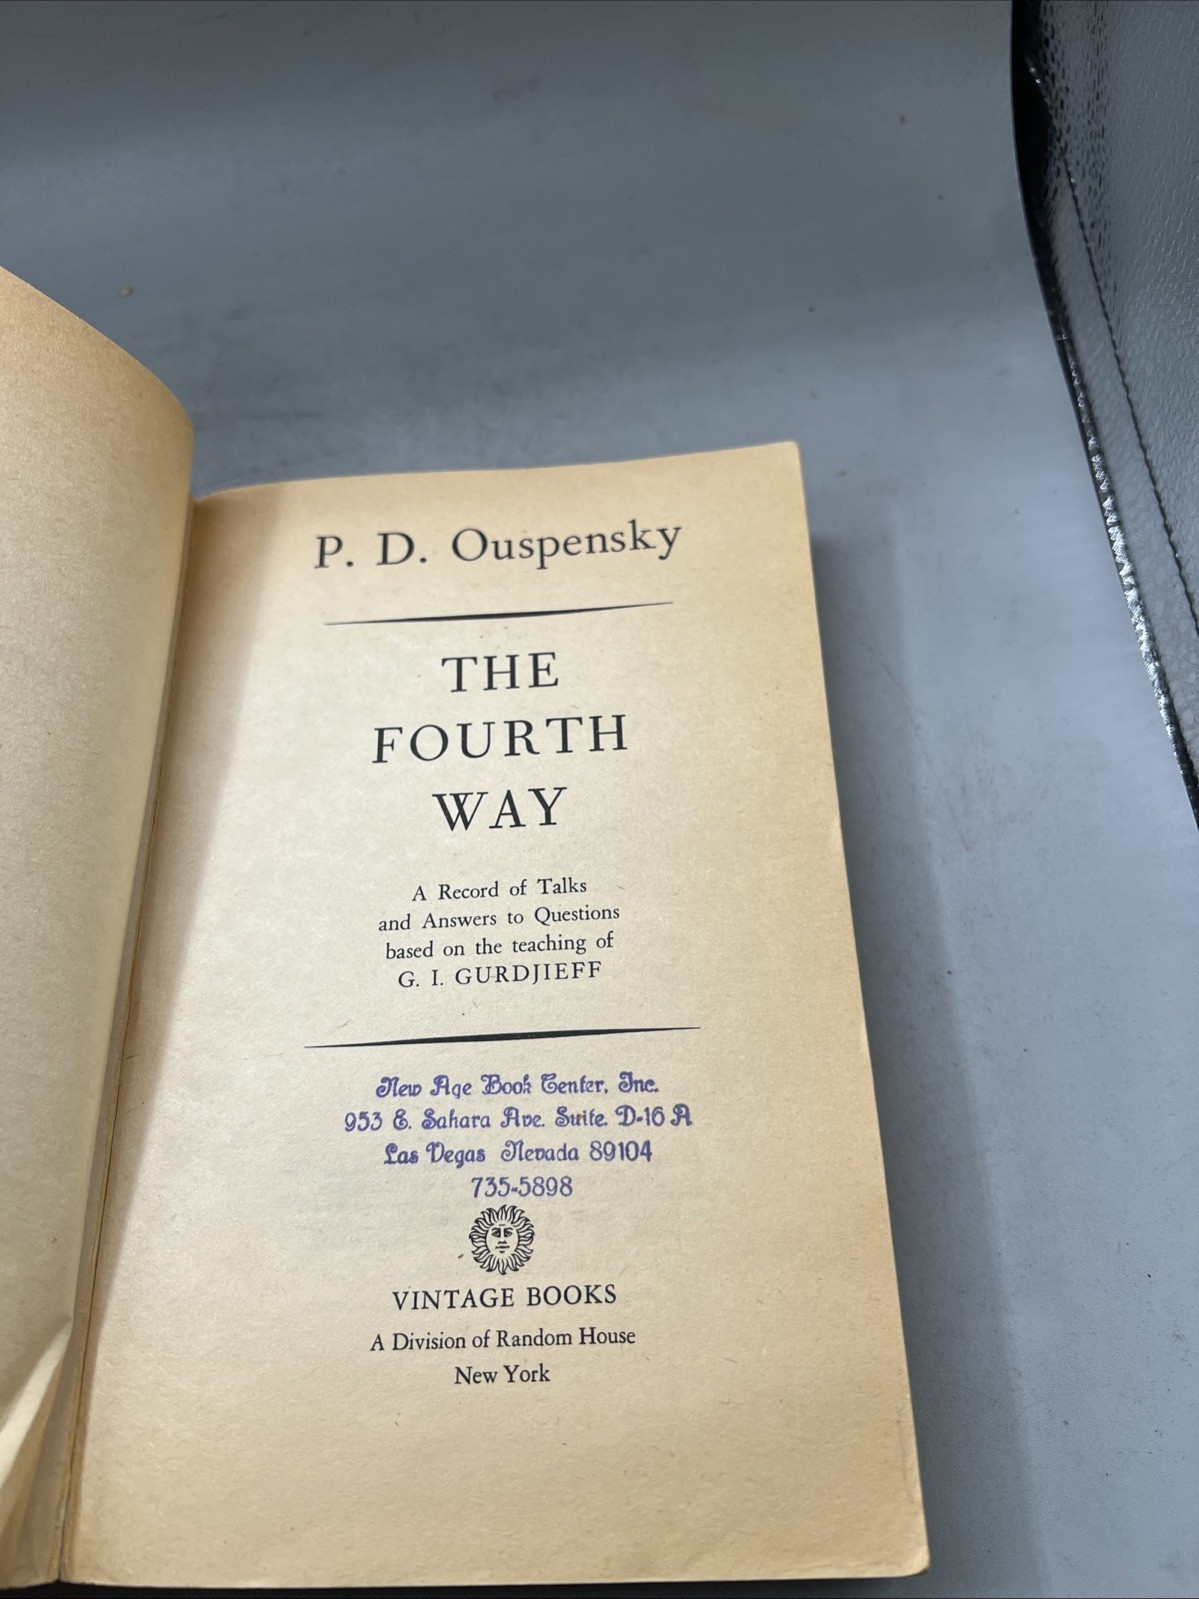 P. D. Ouspensky
THE
FOURTH
WAY
A Record of Talks
and Answers to Questions
based on the teaching of
G. I. GURDJIEFF
New Age Book Center, Inc.
953 E. Sahara Ave. Suite. D-16 A
Las Vegas Nevada 89104
735-5898
VINTAGE BOOKS
A Division of Random House
New York